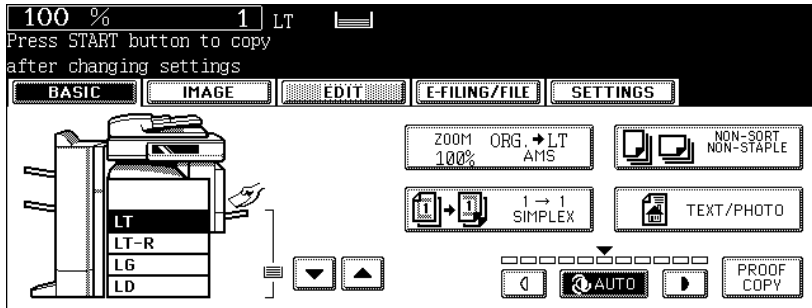 100 % 1 LT
Press START button to copy
after changing settings
BASIC IMAGE EDIT E-FILING/FILE SETTINGS
ZOOM ORG.➔LT
100% AMS
NON-SORT
NON-STAPLE
1 1
1 → 1
SIMPLEX
TEXT/PHOTO
LT
LT-R
LG
LD
AUTO
PROOF
COPY